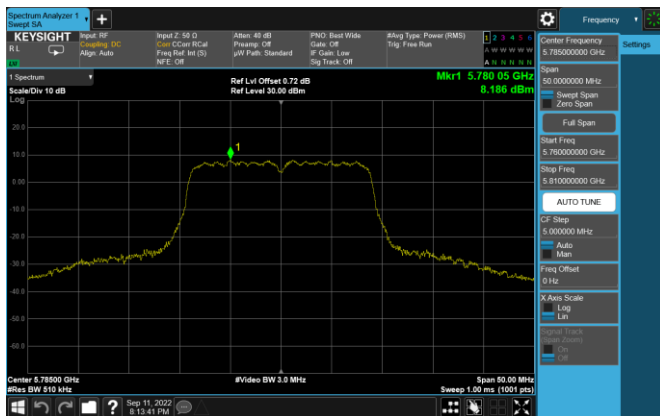 Spectrum Analyzer 1
Swept SA
+
Frequency
KEYSIGHT
RL
Input: RF
Coupling: DC
Align: Auto
Input Z: 50 Ω
Corr CCorr RCal
Freq Ref: Int (S)
NFE: Off
Atten: 40 dB
Preamp: Off
µW Path: Standard
PNO: Best Wide
Gate: Off
IF Gain: Low
Sig Track: Off
#Avg Type: Power (RMS)
Trig: Free Run
1 2 3 4 5 6
A W W W W W
A N N N N N
1 Spectrum
Scale/Div 10 dB
Log
Ref Lvl Offset 0.72 dB
Ref Level 30.00 dBm
Mkr1 5.780 05 GHz
8.186 dBm
1
20.0
10.0
0.00
-10.0
-20.0
-30.0
-40.0
-50.0
-60.0
Center 5.78500 GHz
#Res BW 510 kHz
#Video BW 3.0 MHz
Span 50.00 MHz
Sweep 1.00 ms (1001 pts)
Sep 11, 2022
8:13:41 PM
?
Center Frequency
5.785000000 GHz
Settings
Span
50.0000000 MHz
Swept Span
Zero Span
Full Span
Start Freq
5.760000000 GHz
Stop Freq
5.810000000 GHz
AUTO TUNE
CF Step
5.000000 MHz
Auto
Man
Freq Offset
0 Hz
X Axis Scale
Log
Lin
Signal Track
(Span Zoom)
On
Off